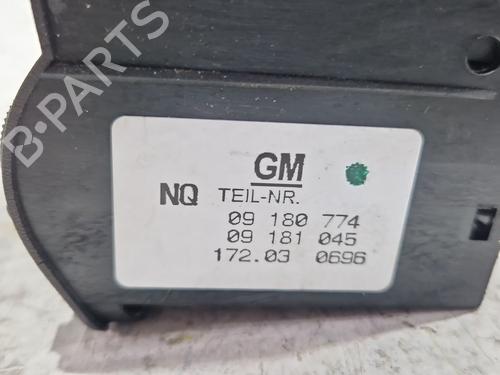 B-PARTS
GM
NQ TEIL-NR.
09 180 774
09 181 045
172.03 0696